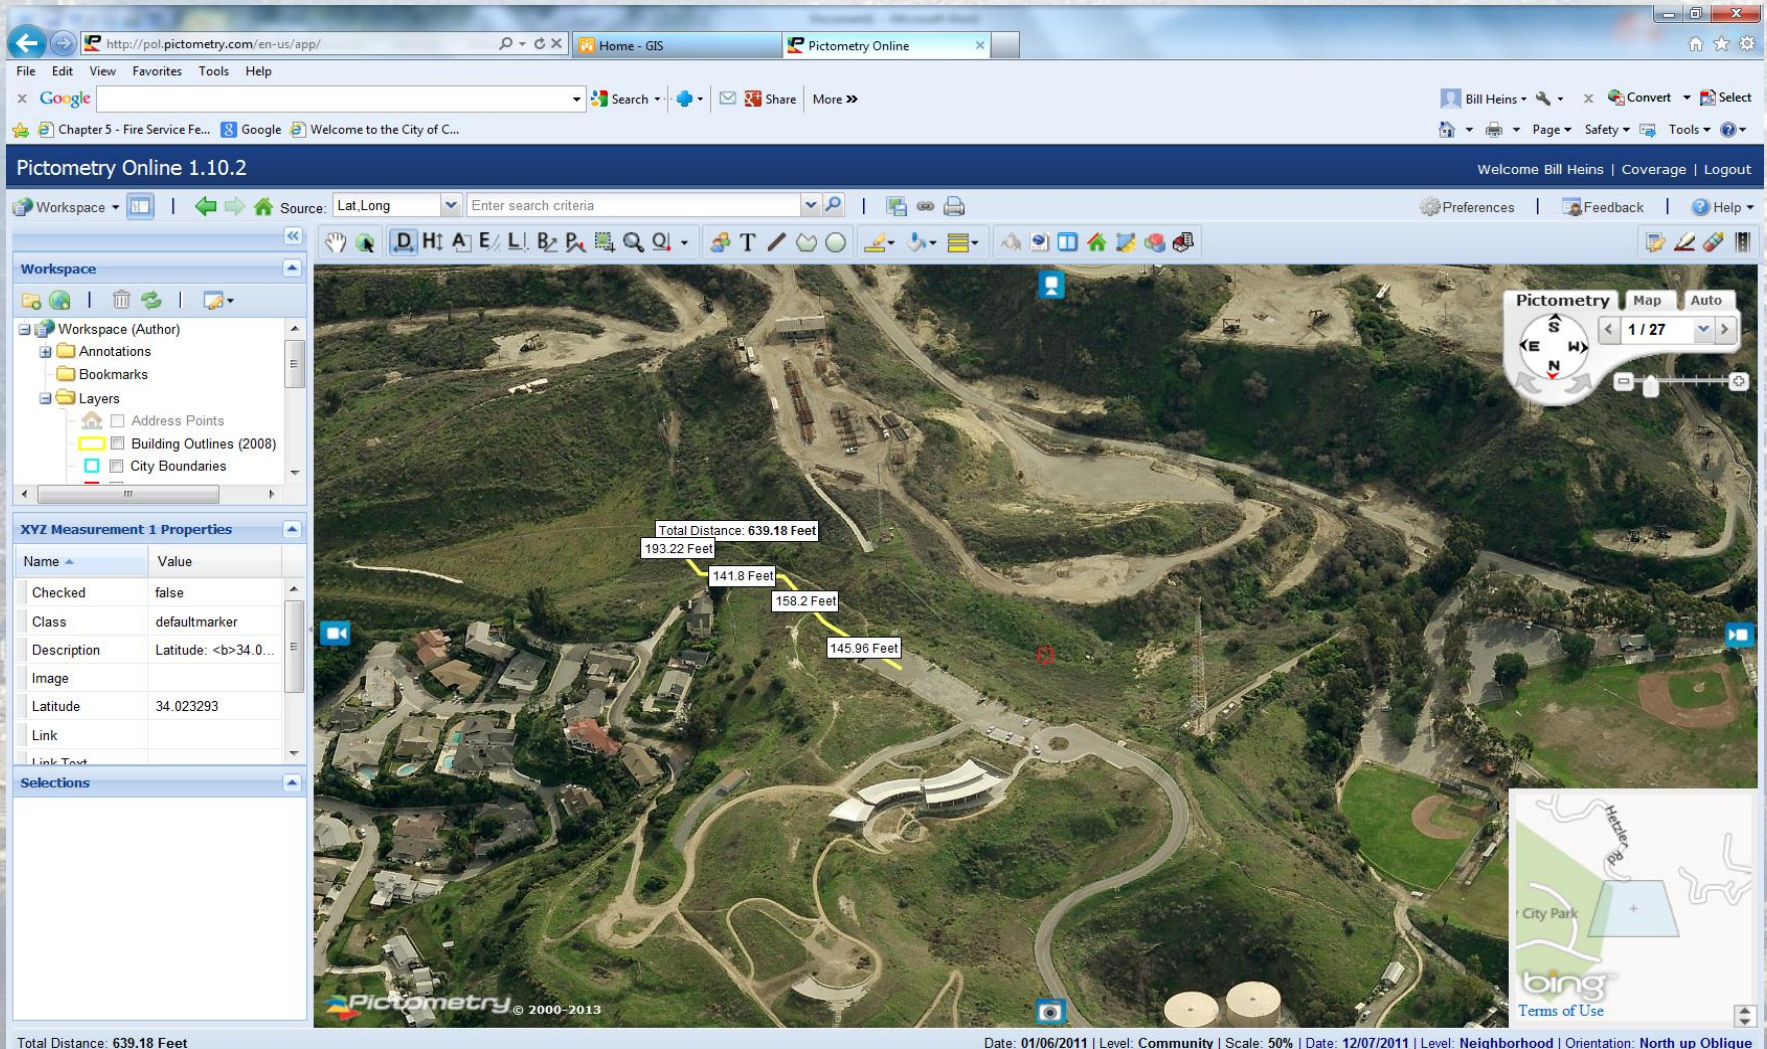 http://pol.pictometry.com/en-us/app/
Home - GIS
Pictometry Online
File Edit View Favorites Tools Help
Google
Search
Share
More »
Bill Heins
Convert
Select
Chapter 5 - Fire Service Fe...
Google
Welcome to the City of C...
Page
Safety
Tools
Pictometry Online 1.10.2
Welcome Bill Heins | Coverage | Logout
Workspace
Source:
Lat,Long
Enter search criteria
Preferences
Feedback
Help
Workspace
Workspace (Author)
Annotations
Bookmarks
Layers
Address Points
Building Outlines (2008)
City Boundaries
XYZ Measurement 1 Properties
Name Value
Checked false
Class defaultmarker
Description Latitude: <b>34.0...
Image
Latitude 34.023293
Link
Link Text
Selections
Total Distance: 639.18 Feet
193.22 Feet
141.8 Feet
158.2 Feet
145.96 Feet
Pictometry Map Auto
S
E W
N
1 / 27
Hetzler Rd
City Park
bing
Terms of Use
Pictometry © 2000-2013
Total Distance: 639.18 Feet
Date: 01/06/2011 | Level: Community | Scale: 50% | Date: 12/07/2011 | Level: Neighborhood | Orientation: North up Oblique